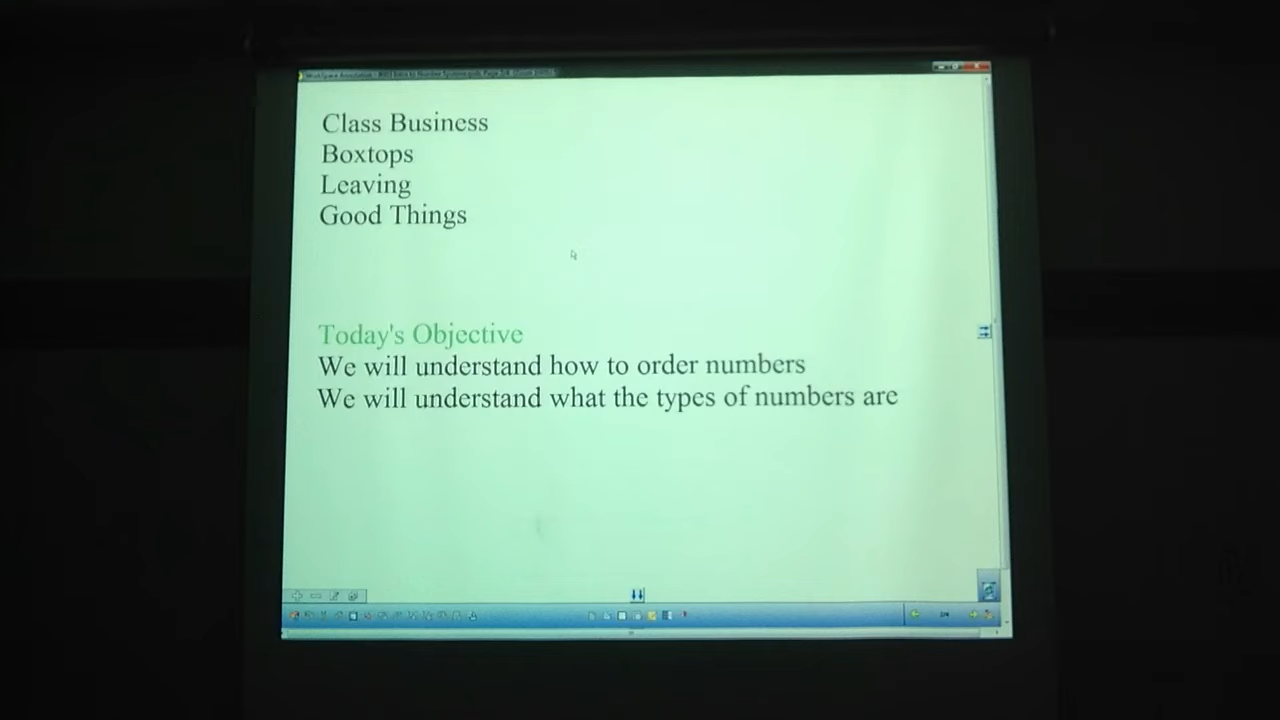 Class Business
Boxtops
Leaving
Good Things
Today's Objective
We will understand how to order numbers
We will understand what the types of numbers are